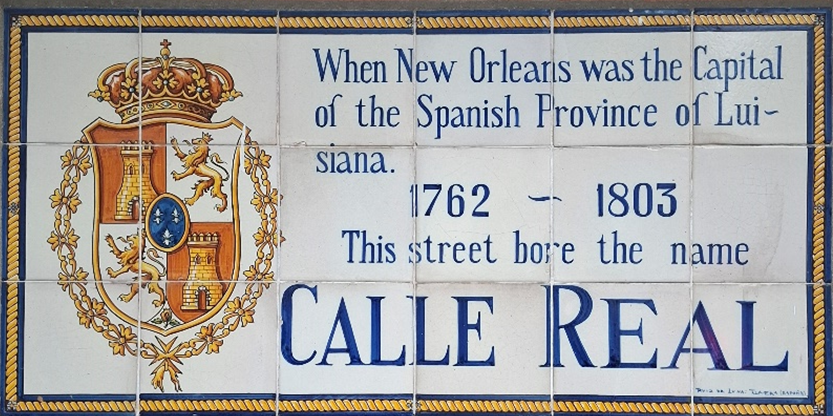 When New Orleans was the Capital
of the Spanish Province of Lui~
siana.
1762 ~ 1803
This street bore the name
CALLE REAL